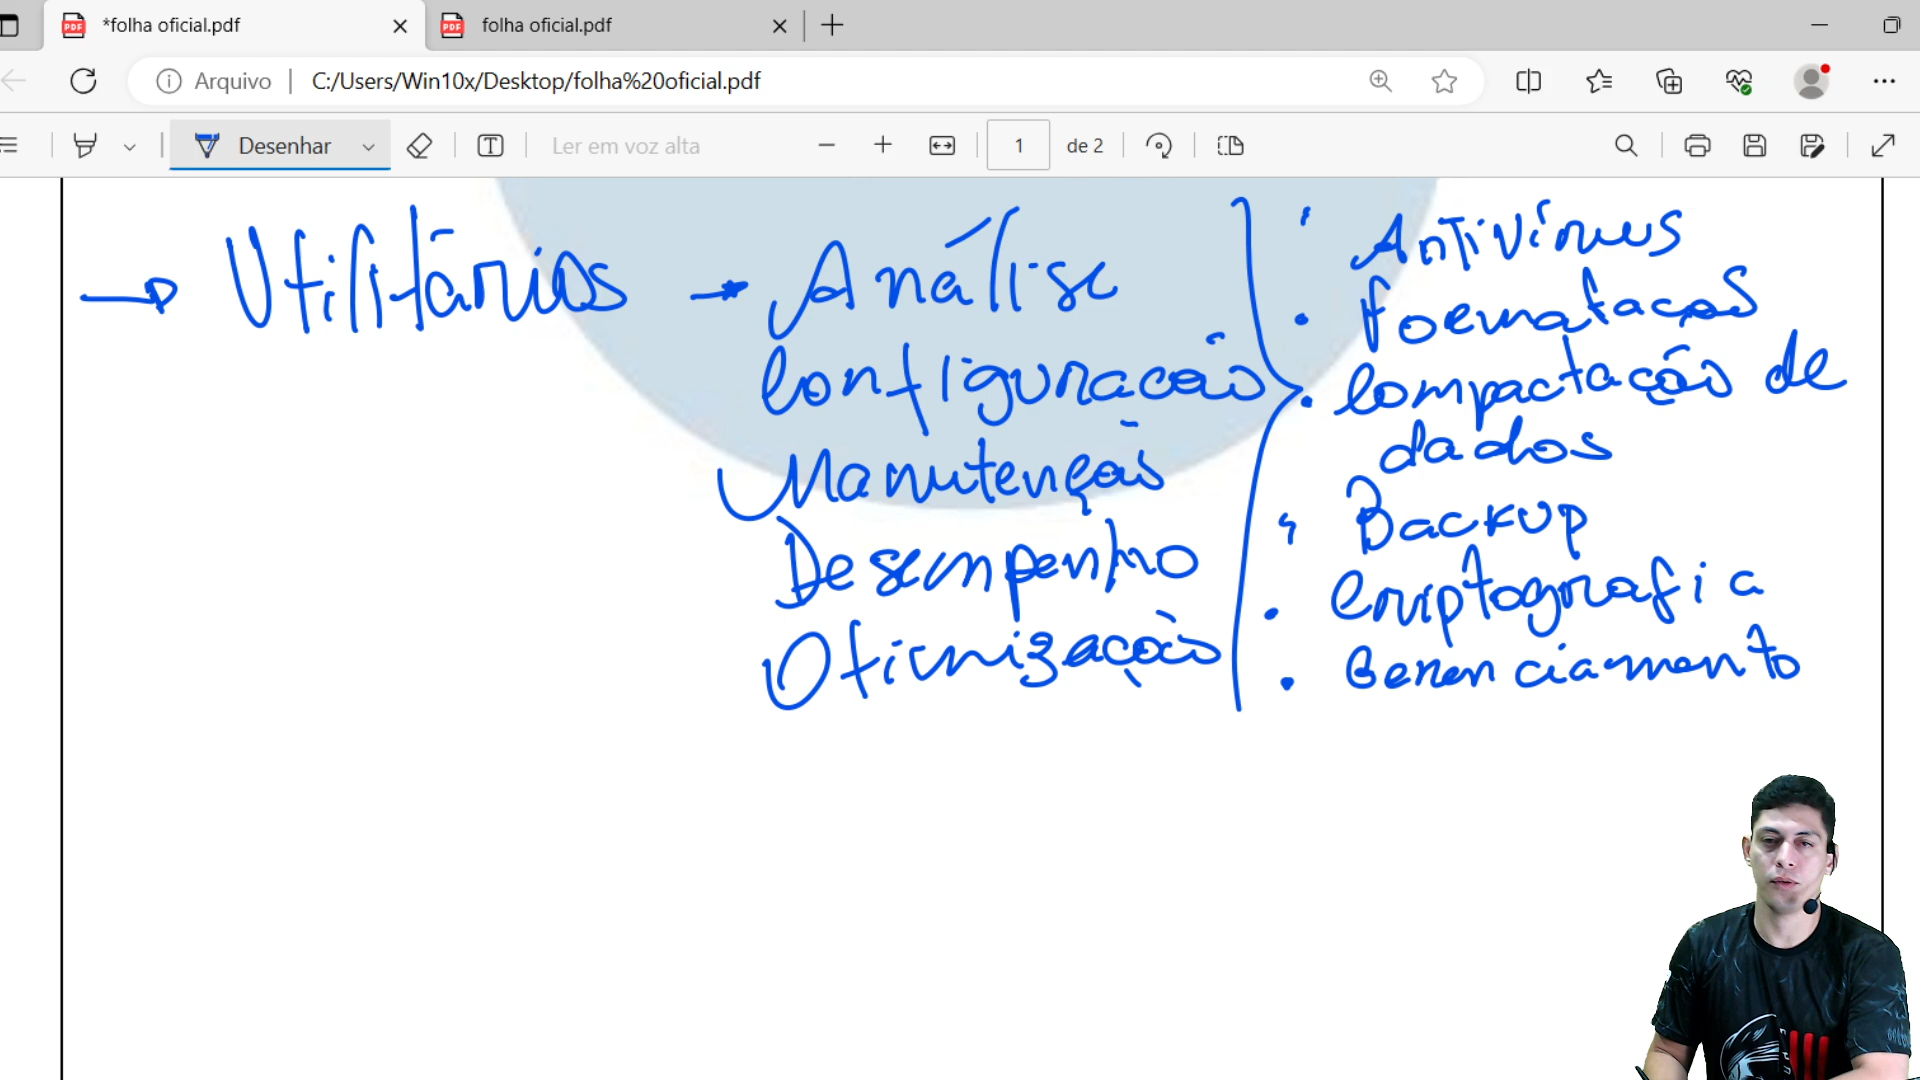 *folha oficial.pdf
folha oficial.pdf
Arquivo | C:/Users/Win10x/Desktop/folha%20oficial.pdf
Desenhar
Ler em voz alta
1 de 2
→ Utilitários → Análise
Configuração
Manutenção
Desempenho
Otimização
Antivírus
Formatação
Compactação de
dados
Backup
Criptografia
Gerenciamento